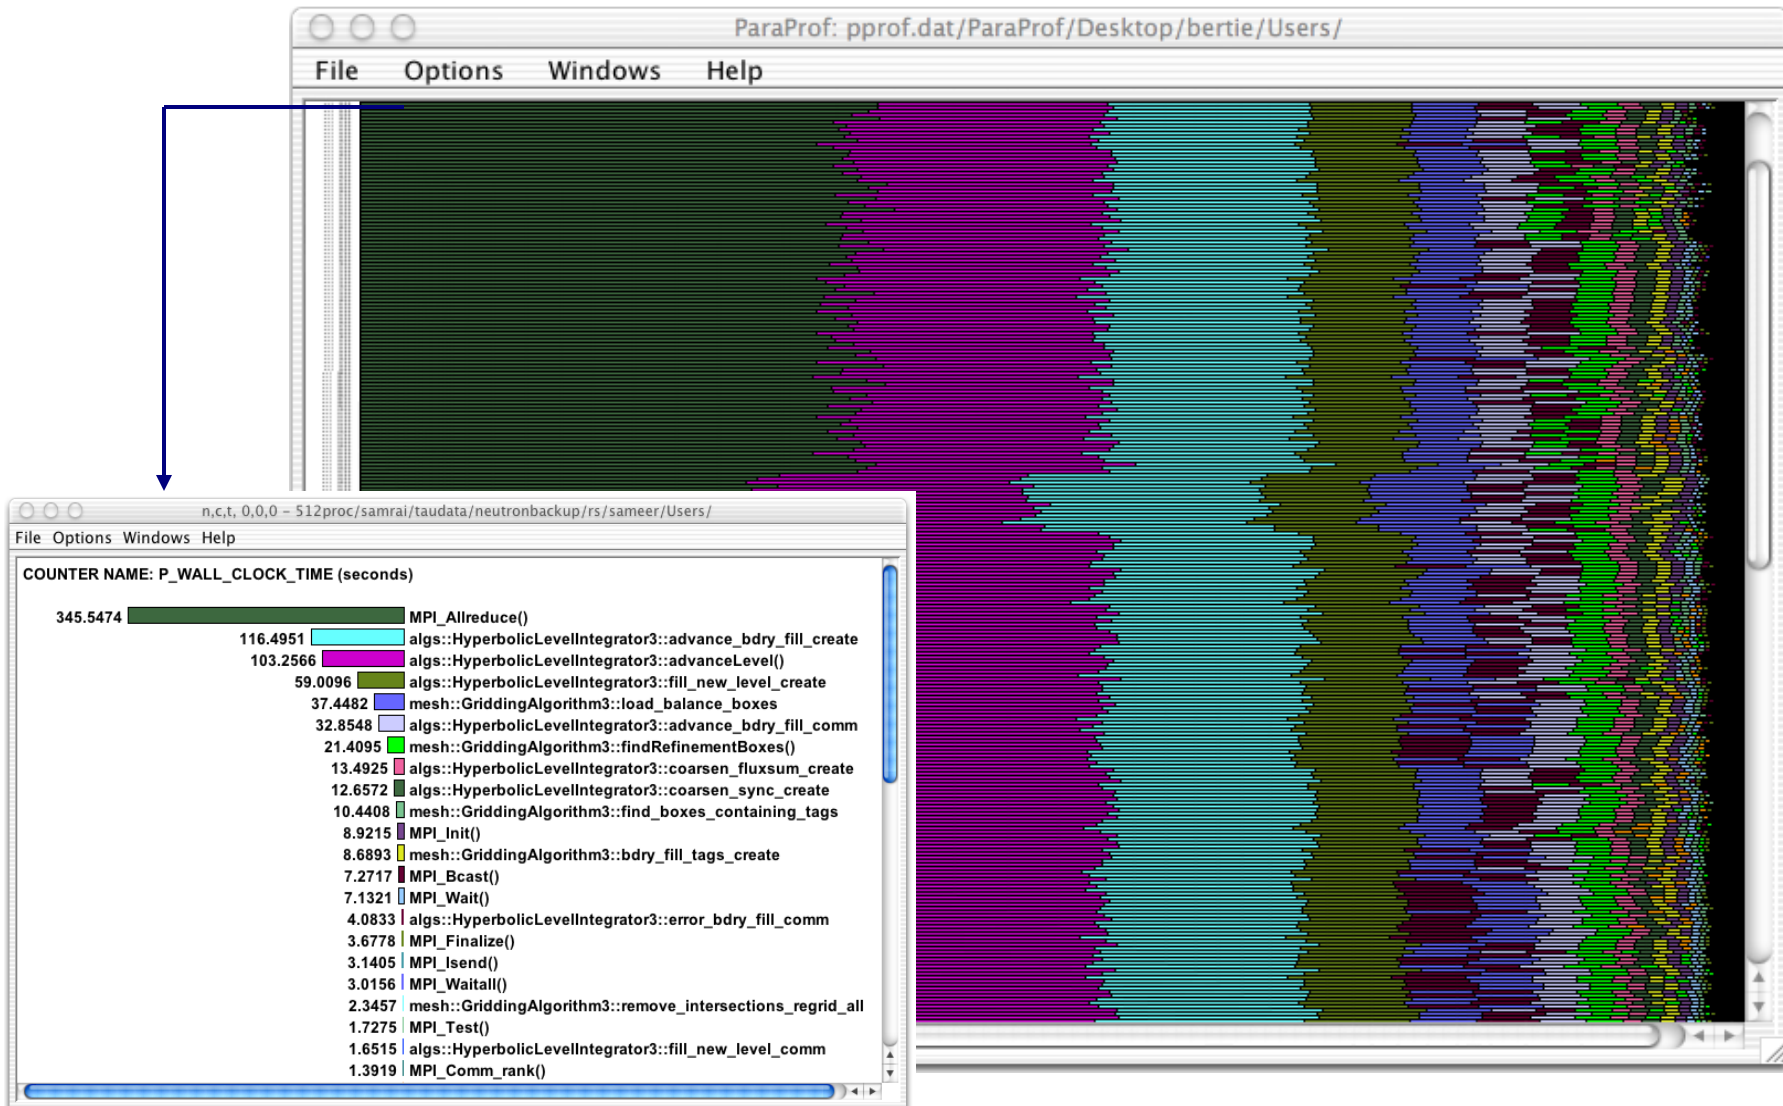 ParaProf: pprof.dat/ParaProf/Desktop/bertie/Users/
File Options Windows Help
n,c,t, 0,0,0 – 512proc/samrai/taudata/neutronbackup/rs/sameer/Users/
File Options Windows Help
COUNTER NAME: P_WALL_CLOCK_TIME (seconds)
345.5474 MPI_Allreduce()
116.4951 algs::HyperbolicLevelIntegrator3::advance_bdry_fill_create
103.2566 algs::HyperbolicLevelIntegrator3::advanceLevel()
59.0096 algs::HyperbolicLevelIntegrator3::fill_new_level_create
37.4482 mesh::GriddingAlgorithm3::load_balance_boxes
32.8548 algs::HyperbolicLevelIntegrator3::advance_bdry_fill_comm
21.4095 mesh::GriddingAlgorithm3::findRefinementBoxes()
13.4925 algs::HyperbolicLevelIntegrator3::coarsen_fluxsum_create
12.6572 algs::HyperbolicLevelIntegrator3::coarsen_sync_create
10.4408 mesh::GriddingAlgorithm3::find_boxes_containing_tags
8.9215 MPI_Init()
8.6893 mesh::GriddingAlgorithm3::bdry_fill_tags_create
7.2717 MPI_Bcast()
7.1321 MPI_Wait()
4.0833 algs::HyperbolicLevelIntegrator3::error_bdry_fill_comm
3.6778 MPI_Finalize()
3.1405 MPI_Isend()
3.0156 MPI_Waitall()
2.3457 mesh::GriddingAlgorithm3::remove_intersections_regrid_all
1.7275 MPI_Test()
1.6515 algs::HyperbolicLevelIntegrator3::fill_new_level_comm
1.3919 MPI_Comm_rank()